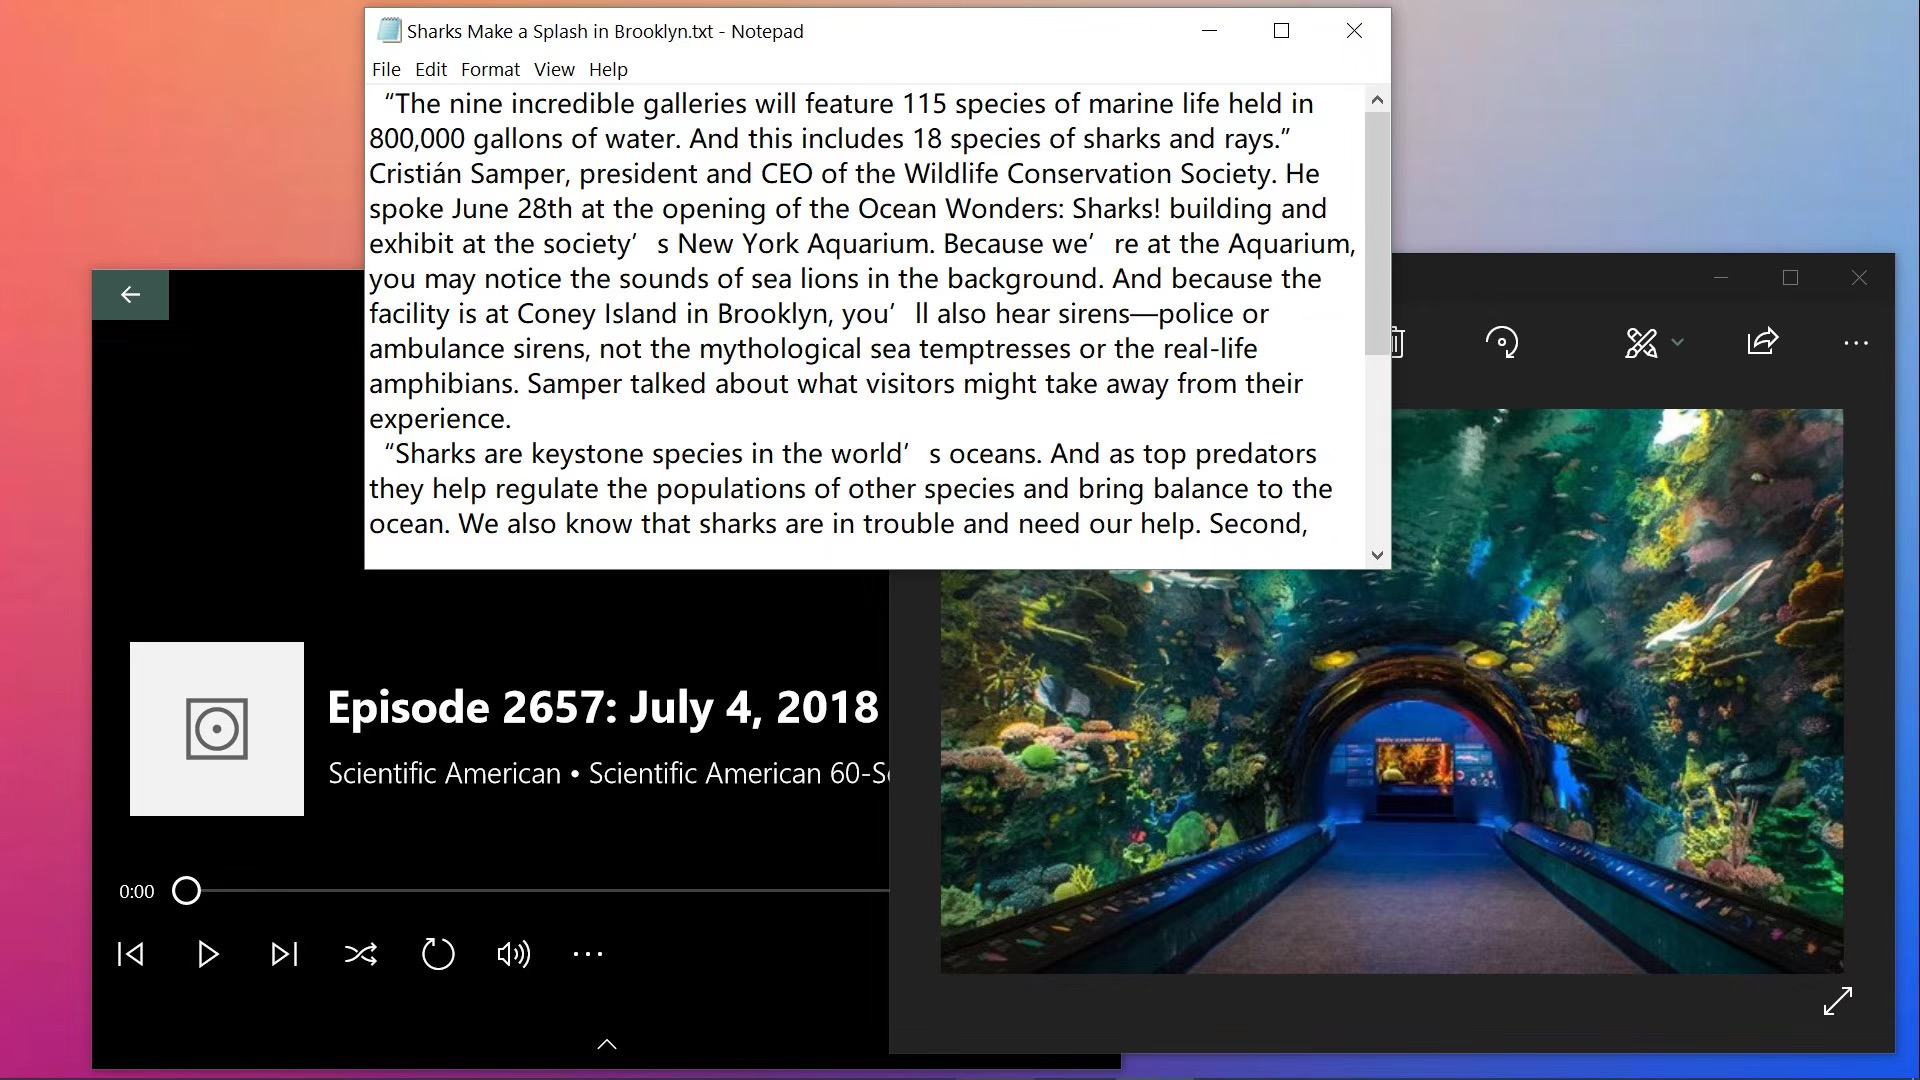 Sharks Make a Splash in Brooklyn.txt - Notepad
File Edit Format View Help
“The nine incredible galleries will feature 115 species of marine life held in
800,000 gallons of water. And this includes 18 species of sharks and rays.”
Cristián Samper, president and CEO of the Wildlife Conservation Society. He
spoke June 28th at the opening of the Ocean Wonders: Sharks! building and
exhibit at the society’s New York Aquarium. Because we’re at the Aquarium,
you may notice the sounds of sea lions in the background. And because the
facility is at Coney Island in Brooklyn, you’ll also hear sirens—police or
ambulance sirens, not the mythological sea temptresses or the real-life
amphibians. Samper talked about what visitors might take away from their
experience.
“Sharks are keystone species in the world’s oceans. And as top predators
they help regulate the populations of other species and bring balance to the
ocean. We also know that sharks are in trouble and need our help. Second,
Episode 2657: July 4, 2018
Scientific American • Scientific American 60-S
0:00